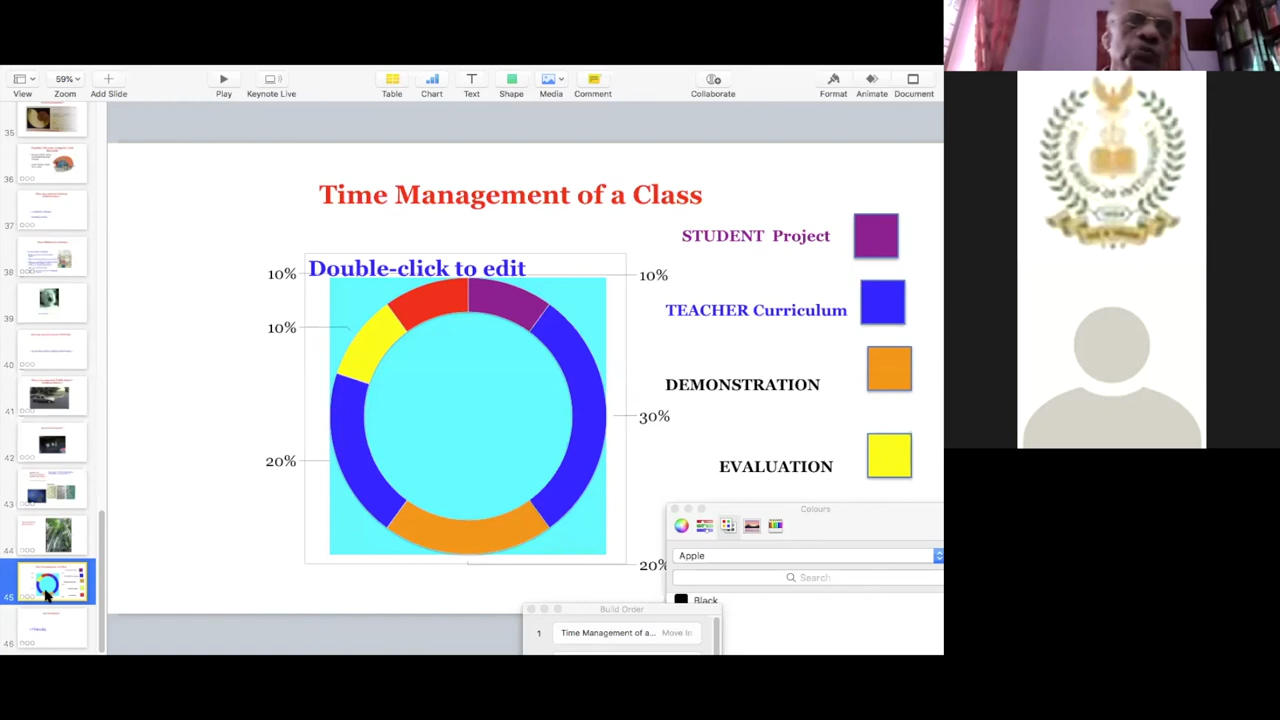 59%
View
Zoom
Add Slide
Play
Keynote Live
Table
Chart
Text
Shape
Media
Comment
Collaborate
Format
Animate
Document
35
36
37
38
39
40
41
42
43
44
45
46
Time Management of a Class
STUDENT Project
TEACHER Curriculum
DEMONSTRATION
EVALUATION
Double-click to edit
10%
10%
10%
30%
20%
20%
Colours
Apple
Search
Black
Build Order
1 Time Management of a... Move In